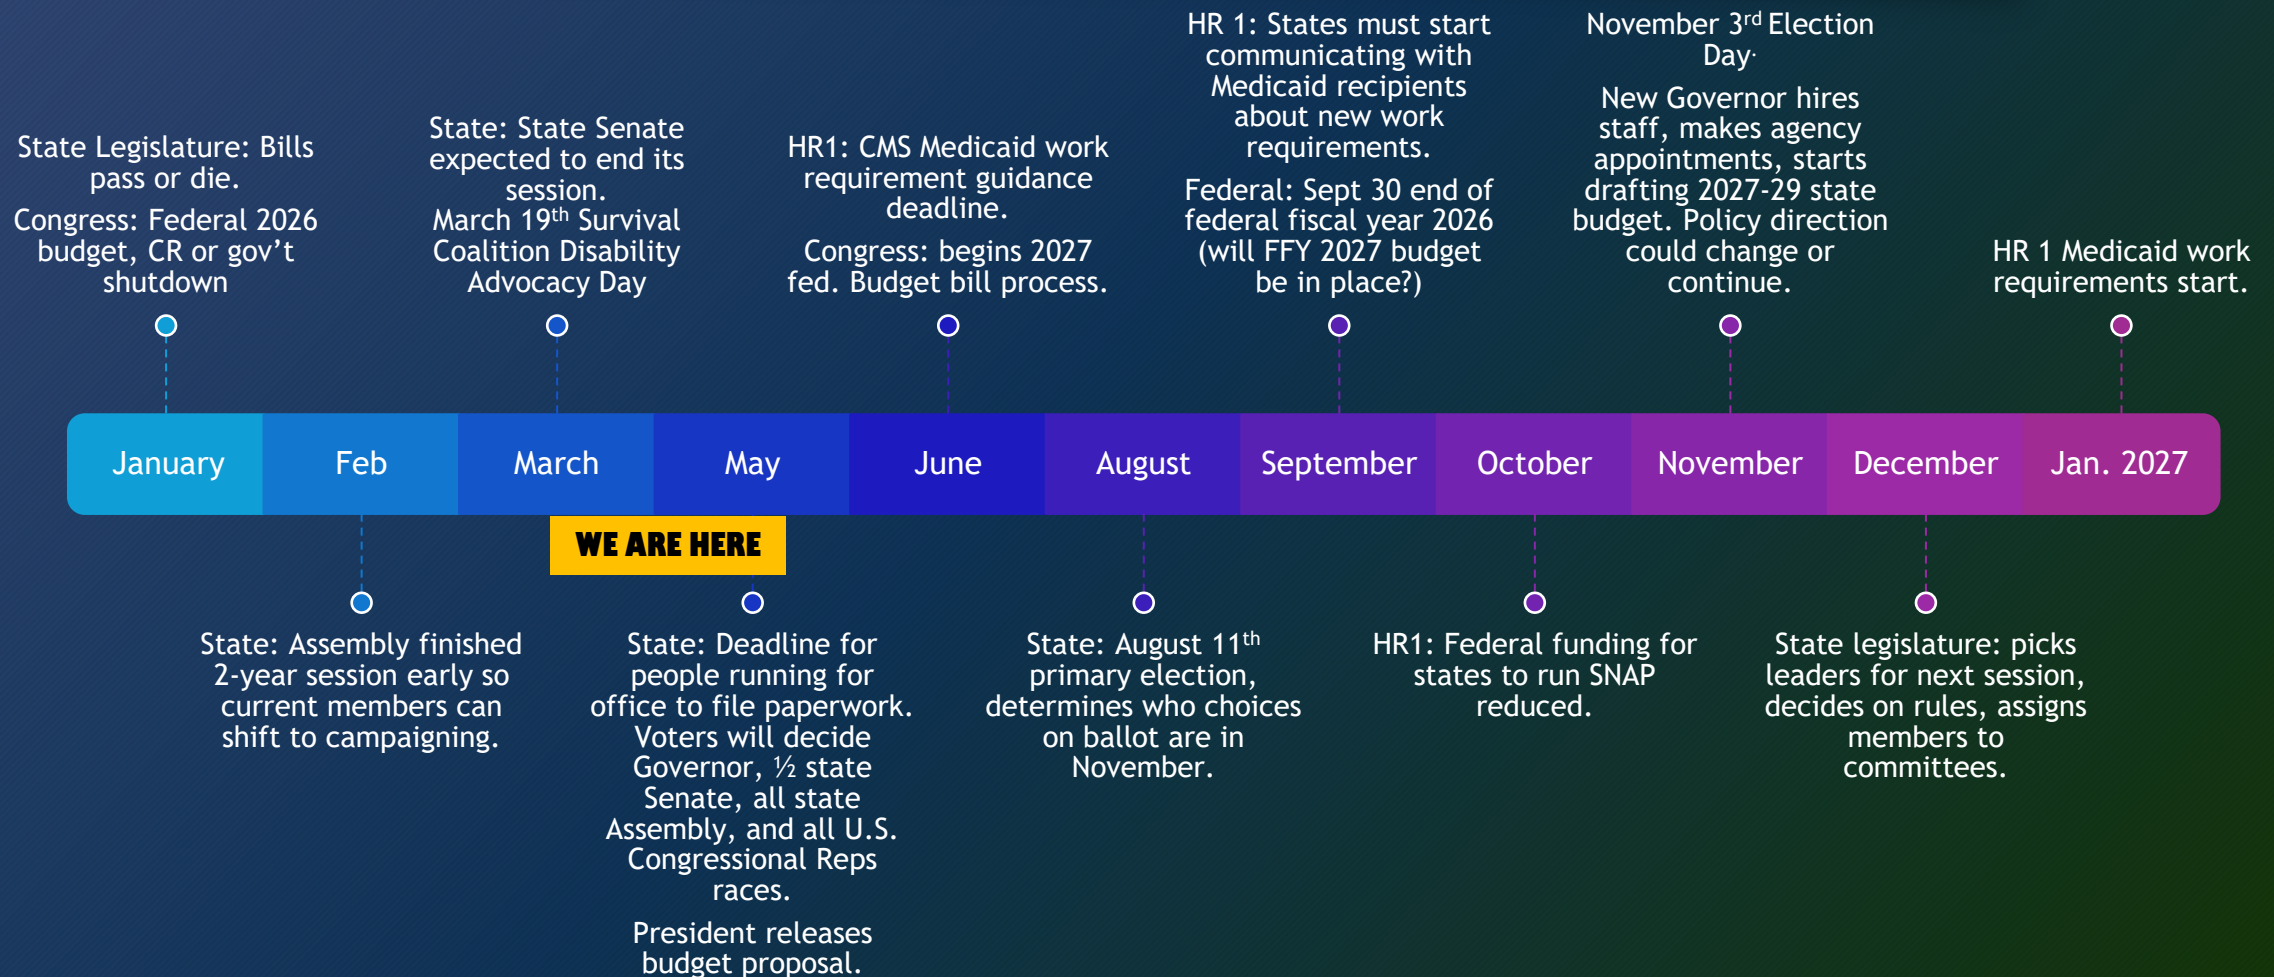 State Legislature: Bills
pass or die.
Congress: Federal 2026
budget, CR or gov’t
shutdown
State: State Senate
expected to end its
session.
March 19th Survival
Coalition Disability
Advocacy Day
HR1: CMS Medicaid work
requirement guidance
deadline.
Congress: begins 2027
fed. Budget bill process.
HR 1: States must start
communicating with
Medicaid recipients
about new work
requirements.
Federal: Sept 30 end of
federal fiscal year 2026
(will FFY 2027 budget
be in place?)
November 3rd Election
Day.
New Governor hires
staff, makes agency
appointments, starts
drafting 2027-29 state
budget. Policy direction
could change or
continue.
HR 1 Medicaid work
requirements start.
January
Feb
March
May
June
August
September
October
November
December
Jan. 2027
WE ARE HERE
State: Assembly finished
2-year session early so
current members can
shift to campaigning.
State: Deadline for
people running for
office to file paperwork.
Voters will decide
Governor, ½ state
Senate, all state
Assembly, and all U.S.
Congressional Reps
races.
President releases
budget proposal.
State: August 11th
primary election,
determines who choices
on ballot are in
November.
HR1: Federal funding for
states to run SNAP
reduced.
State legislature: picks
leaders for next session,
decides on rules, assigns
members to
committees.